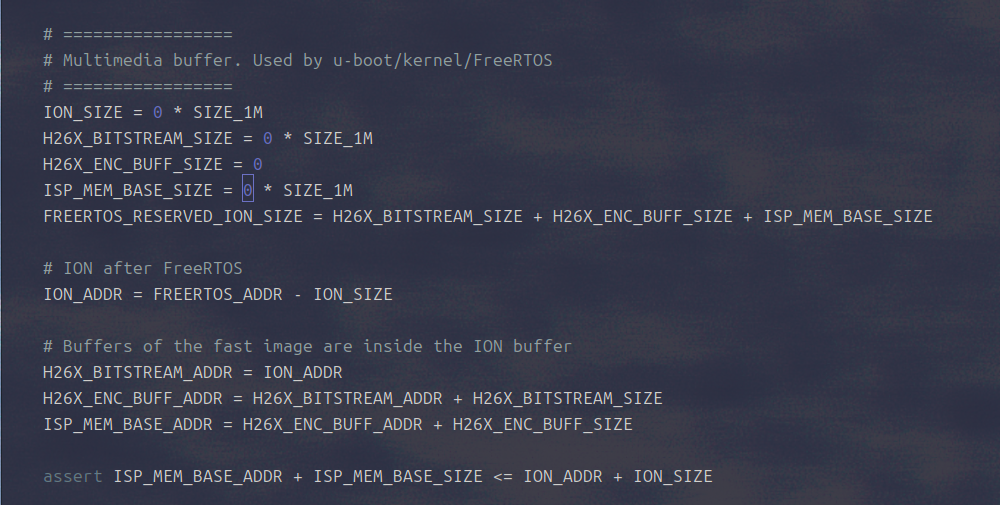 # =================
# Multimedia buffer. Used by u-boot/kernel/FreeRTOS
# =================
ION_SIZE = 0 * SIZE_1M
H26X_BITSTREAM_SIZE = 0 * SIZE_1M
H26X_ENC_BUFF_SIZE = 0
ISP_MEM_BASE_SIZE = 0 * SIZE_1M
FREERTOS_RESERVED_ION_SIZE = H26X_BITSTREAM_SIZE + H26X_ENC_BUFF_SIZE + ISP_MEM_BASE_SIZE
# ION after FreeRTOS
ION_ADDR = FREERTOS_ADDR - ION_SIZE
# Buffers of the fast image are inside the ION buffer
H26X_BITSTREAM_ADDR = ION_ADDR
H26X_ENC_BUFF_ADDR = H26X_BITSTREAM_ADDR + H26X_BITSTREAM_SIZE
ISP_MEM_BASE_ADDR = H26X_ENC_BUFF_ADDR + H26X_ENC_BUFF_SIZE
assert ISP_MEM_BASE_ADDR + ISP_MEM_BASE_SIZE <= ION_ADDR + ION_SIZE